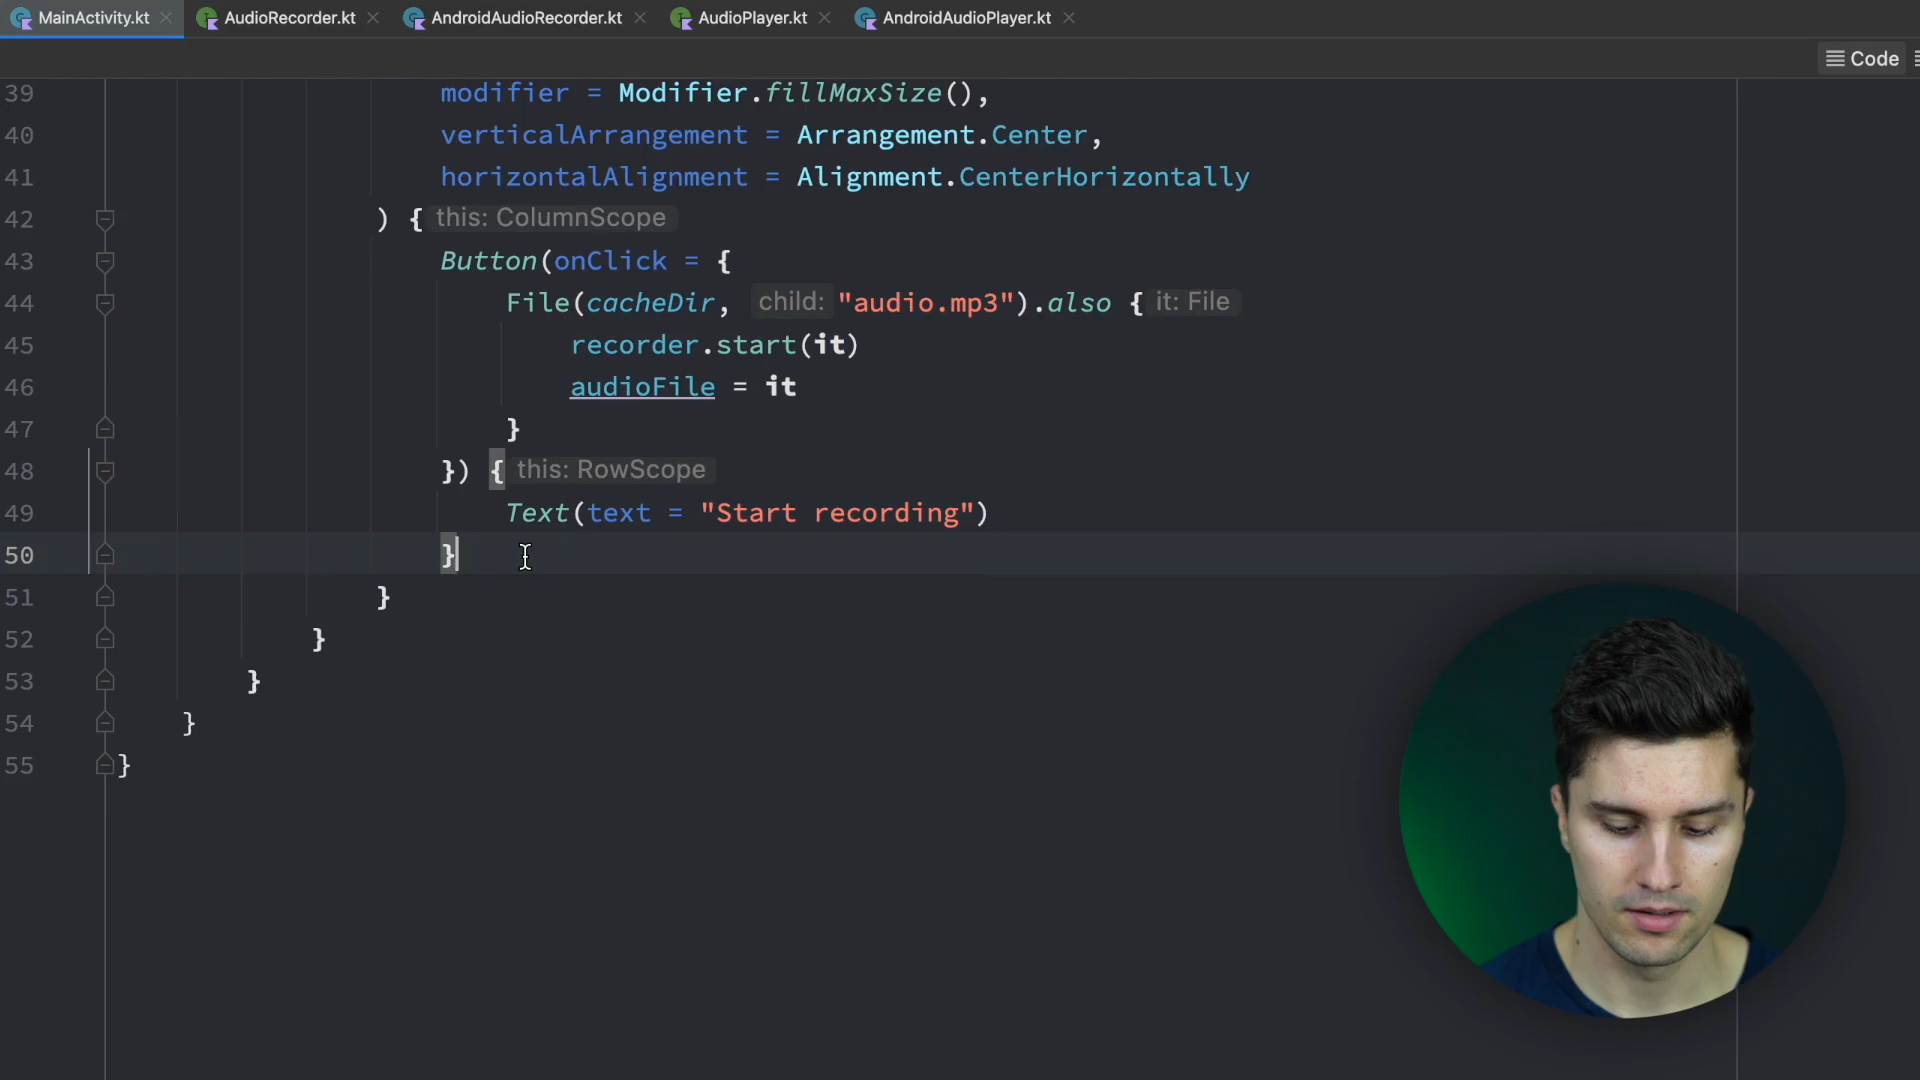 MainActivity.kt AudioRecorder.kt AndroidAudioRecorder.kt AudioPlayer.kt AndroidAudioPlayer.kt
Code
39 modifier = Modifier.fillMaxSize(),
40 verticalArrangement = Arrangement.Center,
41 horizontalAlignment = Alignment.CenterHorizontally
42 ) { this: ColumnScope
43 Button(onClick = {
44 File(cacheDir, child: "audio.mp3").also { it: File
45 recorder.start(it)
46 audioFile = it
47 }
48 }) { this: RowScope
49 Text(text = "Start recording")
50 }
51 }
52 }
53 }
54 }
55 }